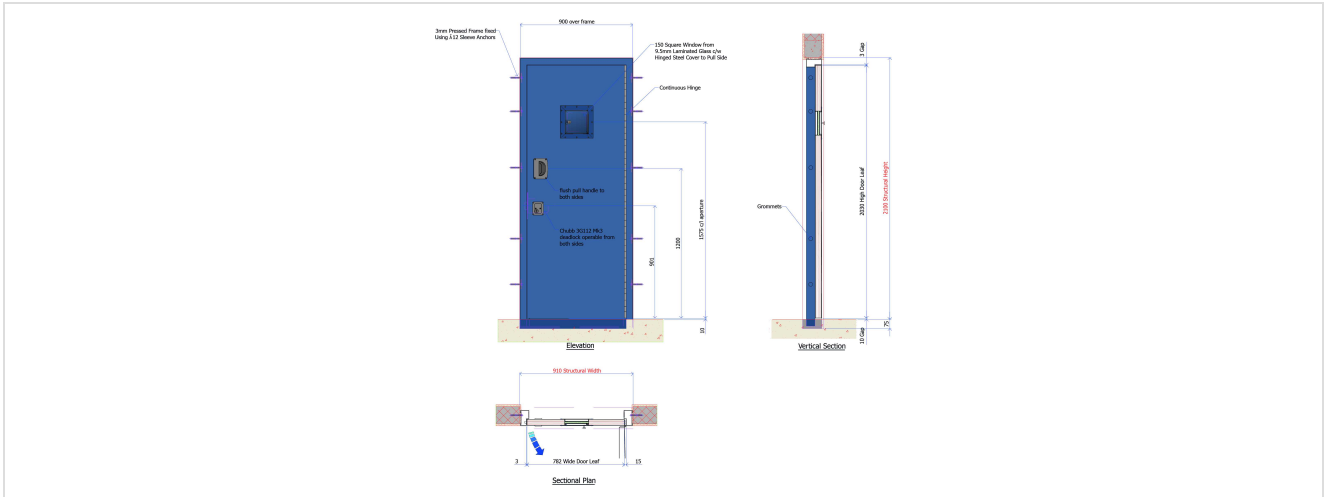 900 over frame
3mm Pressed Frame fixed
Using Ã12 Sleeve Anchors
150 Square Window from
9.5mm Laminated Glass c/w
Hinged Steel Cover to Pull Side
Continuous Hinge
flush pull handle to
both sides
Chubb 3G112 Mk3
deadlock operable from
both sides
901
1200
1575 c/l aperture
10
Elevation
3 Gap
Grommets
2030 High Door Leaf
2100 Structural Height
75
10 Gap
Vertical Section
910 Structural Width
3
782 Wide Door Leaf
15
Sectional Plan